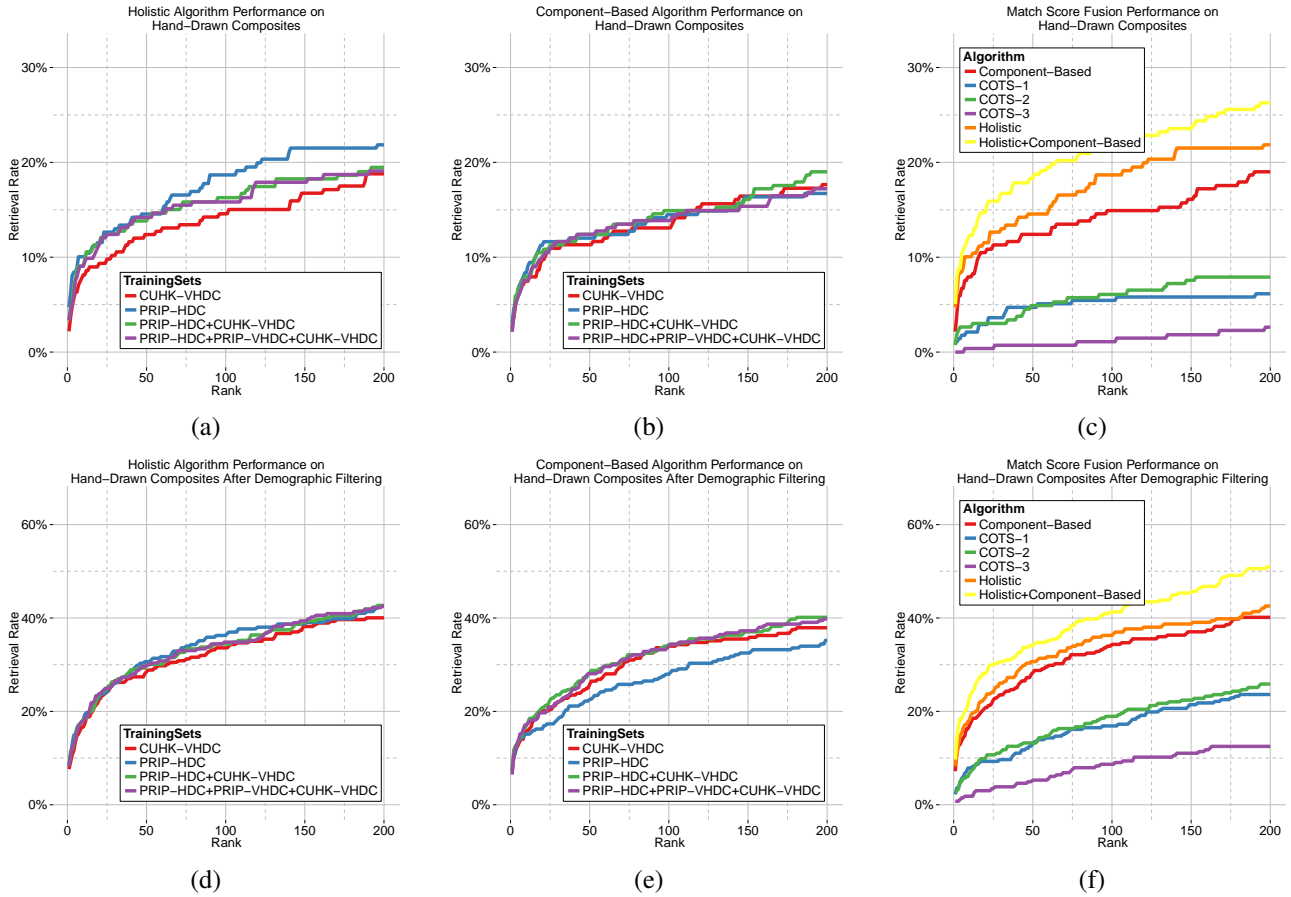 Holistic Algorithm Performance on
Hand−Drawn Composites
30%
20%
10%
0%
Retrieval Rate
TrainingSets
CUHK−VHDC
PRIP−HDC
PRIP−HDC+CUHK−VHDC
PRIP−HDC+PRIP−VHDC+CUHK−VHDC
0 50 100 150 200
Rank
(a)
Component−Based Algorithm Performance on
Hand−Drawn Composites
30%
20%
10%
0%
Retrieval Rate
TrainingSets
CUHK−VHDC
PRIP−HDC
PRIP−HDC+CUHK−VHDC
PRIP−HDC+PRIP−VHDC+CUHK−VHDC
0 50 100 150 200
Rank
(b)
Match Score Fusion Performance on
Hand−Drawn Composites
30%
20%
10%
0%
Retrieval Rate
Algorithm
Component−Based
COTS−1
COTS−2
COTS−3
Holistic
Holistic+Component−Based
0 50 100 150 200
Rank
(c)
Holistic Algorithm Performance on
Hand−Drawn Composites After Demographic Filtering
60%
40%
20%
0%
Retrieval Rate
TrainingSets
CUHK−VHDC
PRIP−HDC
PRIP−HDC+CUHK−VHDC
PRIP−HDC+PRIP−VHDC+CUHK−VHDC
0 50 100 150 200
Rank
(d)
Component−Based Algorithm Performance on
Hand−Drawn Composites After Demographic Filtering
60%
40%
20%
0%
Retrieval Rate
TrainingSets
CUHK−VHDC
PRIP−HDC
PRIP−HDC+CUHK−VHDC
PRIP−HDC+PRIP−VHDC+CUHK−VHDC
0 50 100 150 200
Rank
(e)
Match Score Fusion Performance on
Hand−Drawn Composites After Demographic Filtering
60%
40%
20%
0%
Retrieval Rate
Algorithm
Component−Based
COTS−1
COTS−2
COTS−3
Holistic
Holistic+Component−Based
0 50 100 150 200
Rank
(f)